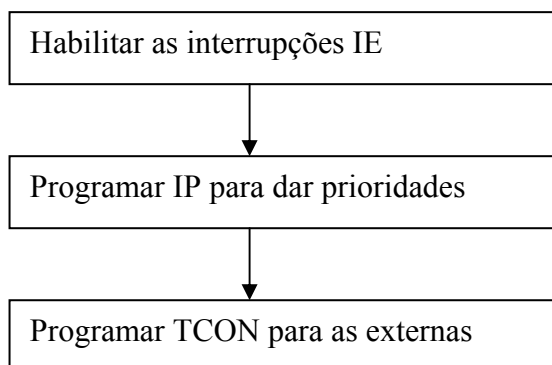 Habilitar as interrupções IE
Programar IP para dar prioridades
Programar TCON para as externas